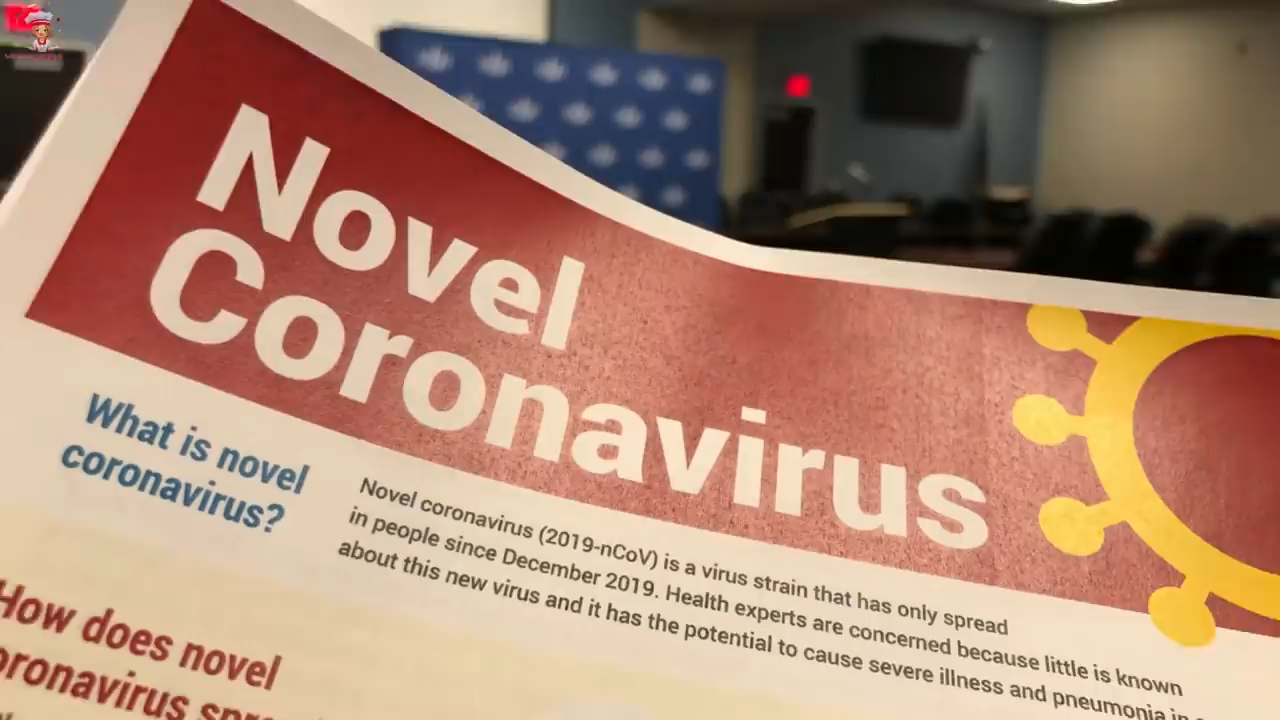 Novel
Coronavirus
What is novel
coronavirus?
Novel coronavirus (2019-nCoV) is a virus strain that has only spread
in people since December 2019. Health experts are concerned because little is known
about this new virus and it has the potential to cause severe illness and pneumonia in
How does novel